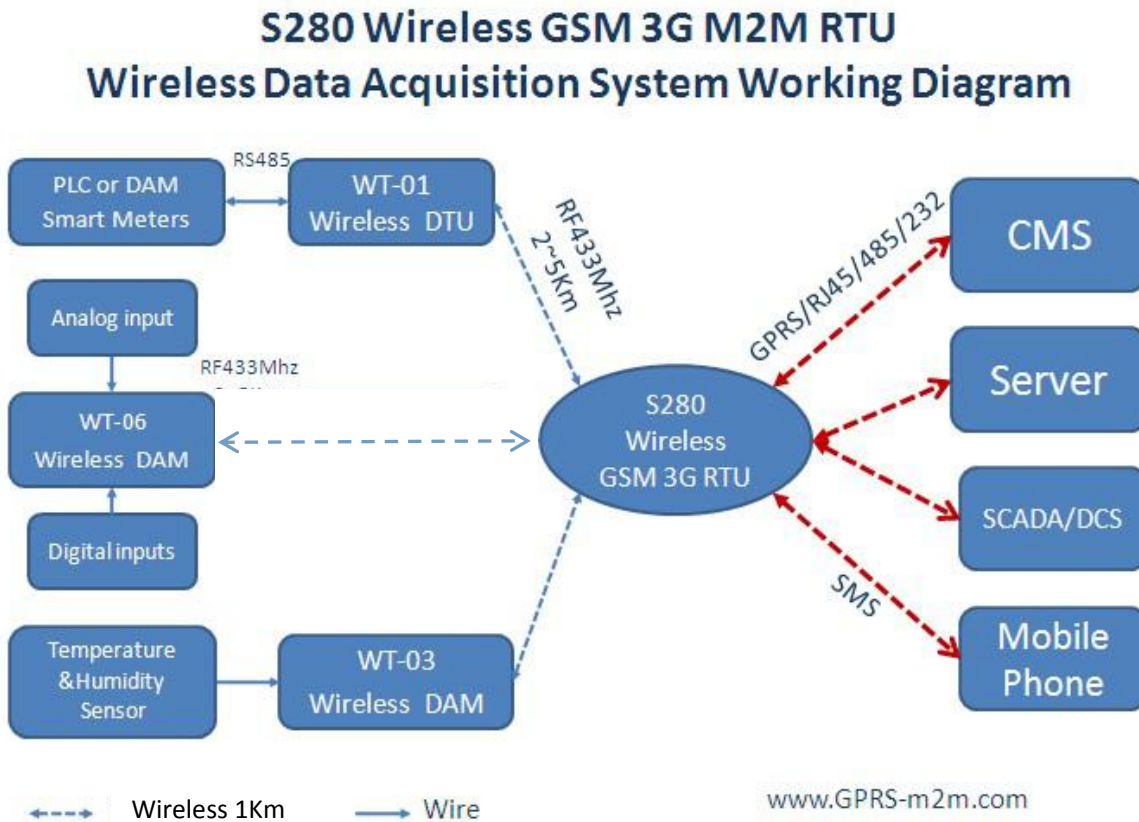 S280 Wireless GSM 3G M2M RTU
Wireless Data Acquisition System Working Diagram
PLC or DAM
Smart Meters
RS485
WT-01
Wireless DTU
RF433Mhz
2~5Km
GPRS/RJ45/485/232
CMS
Analog input
RF433Mhz
WT-06
Wireless DAM
Digital inputs
S280
Wireless
GSM 3G RTU
Server
SCADA/DCS
SMS
Mobile
Phone
Temperature
&Humidity
Sensor
WT-03
Wireless DAM
Wireless 1Km
Wire
www.GPRS-m2m.com